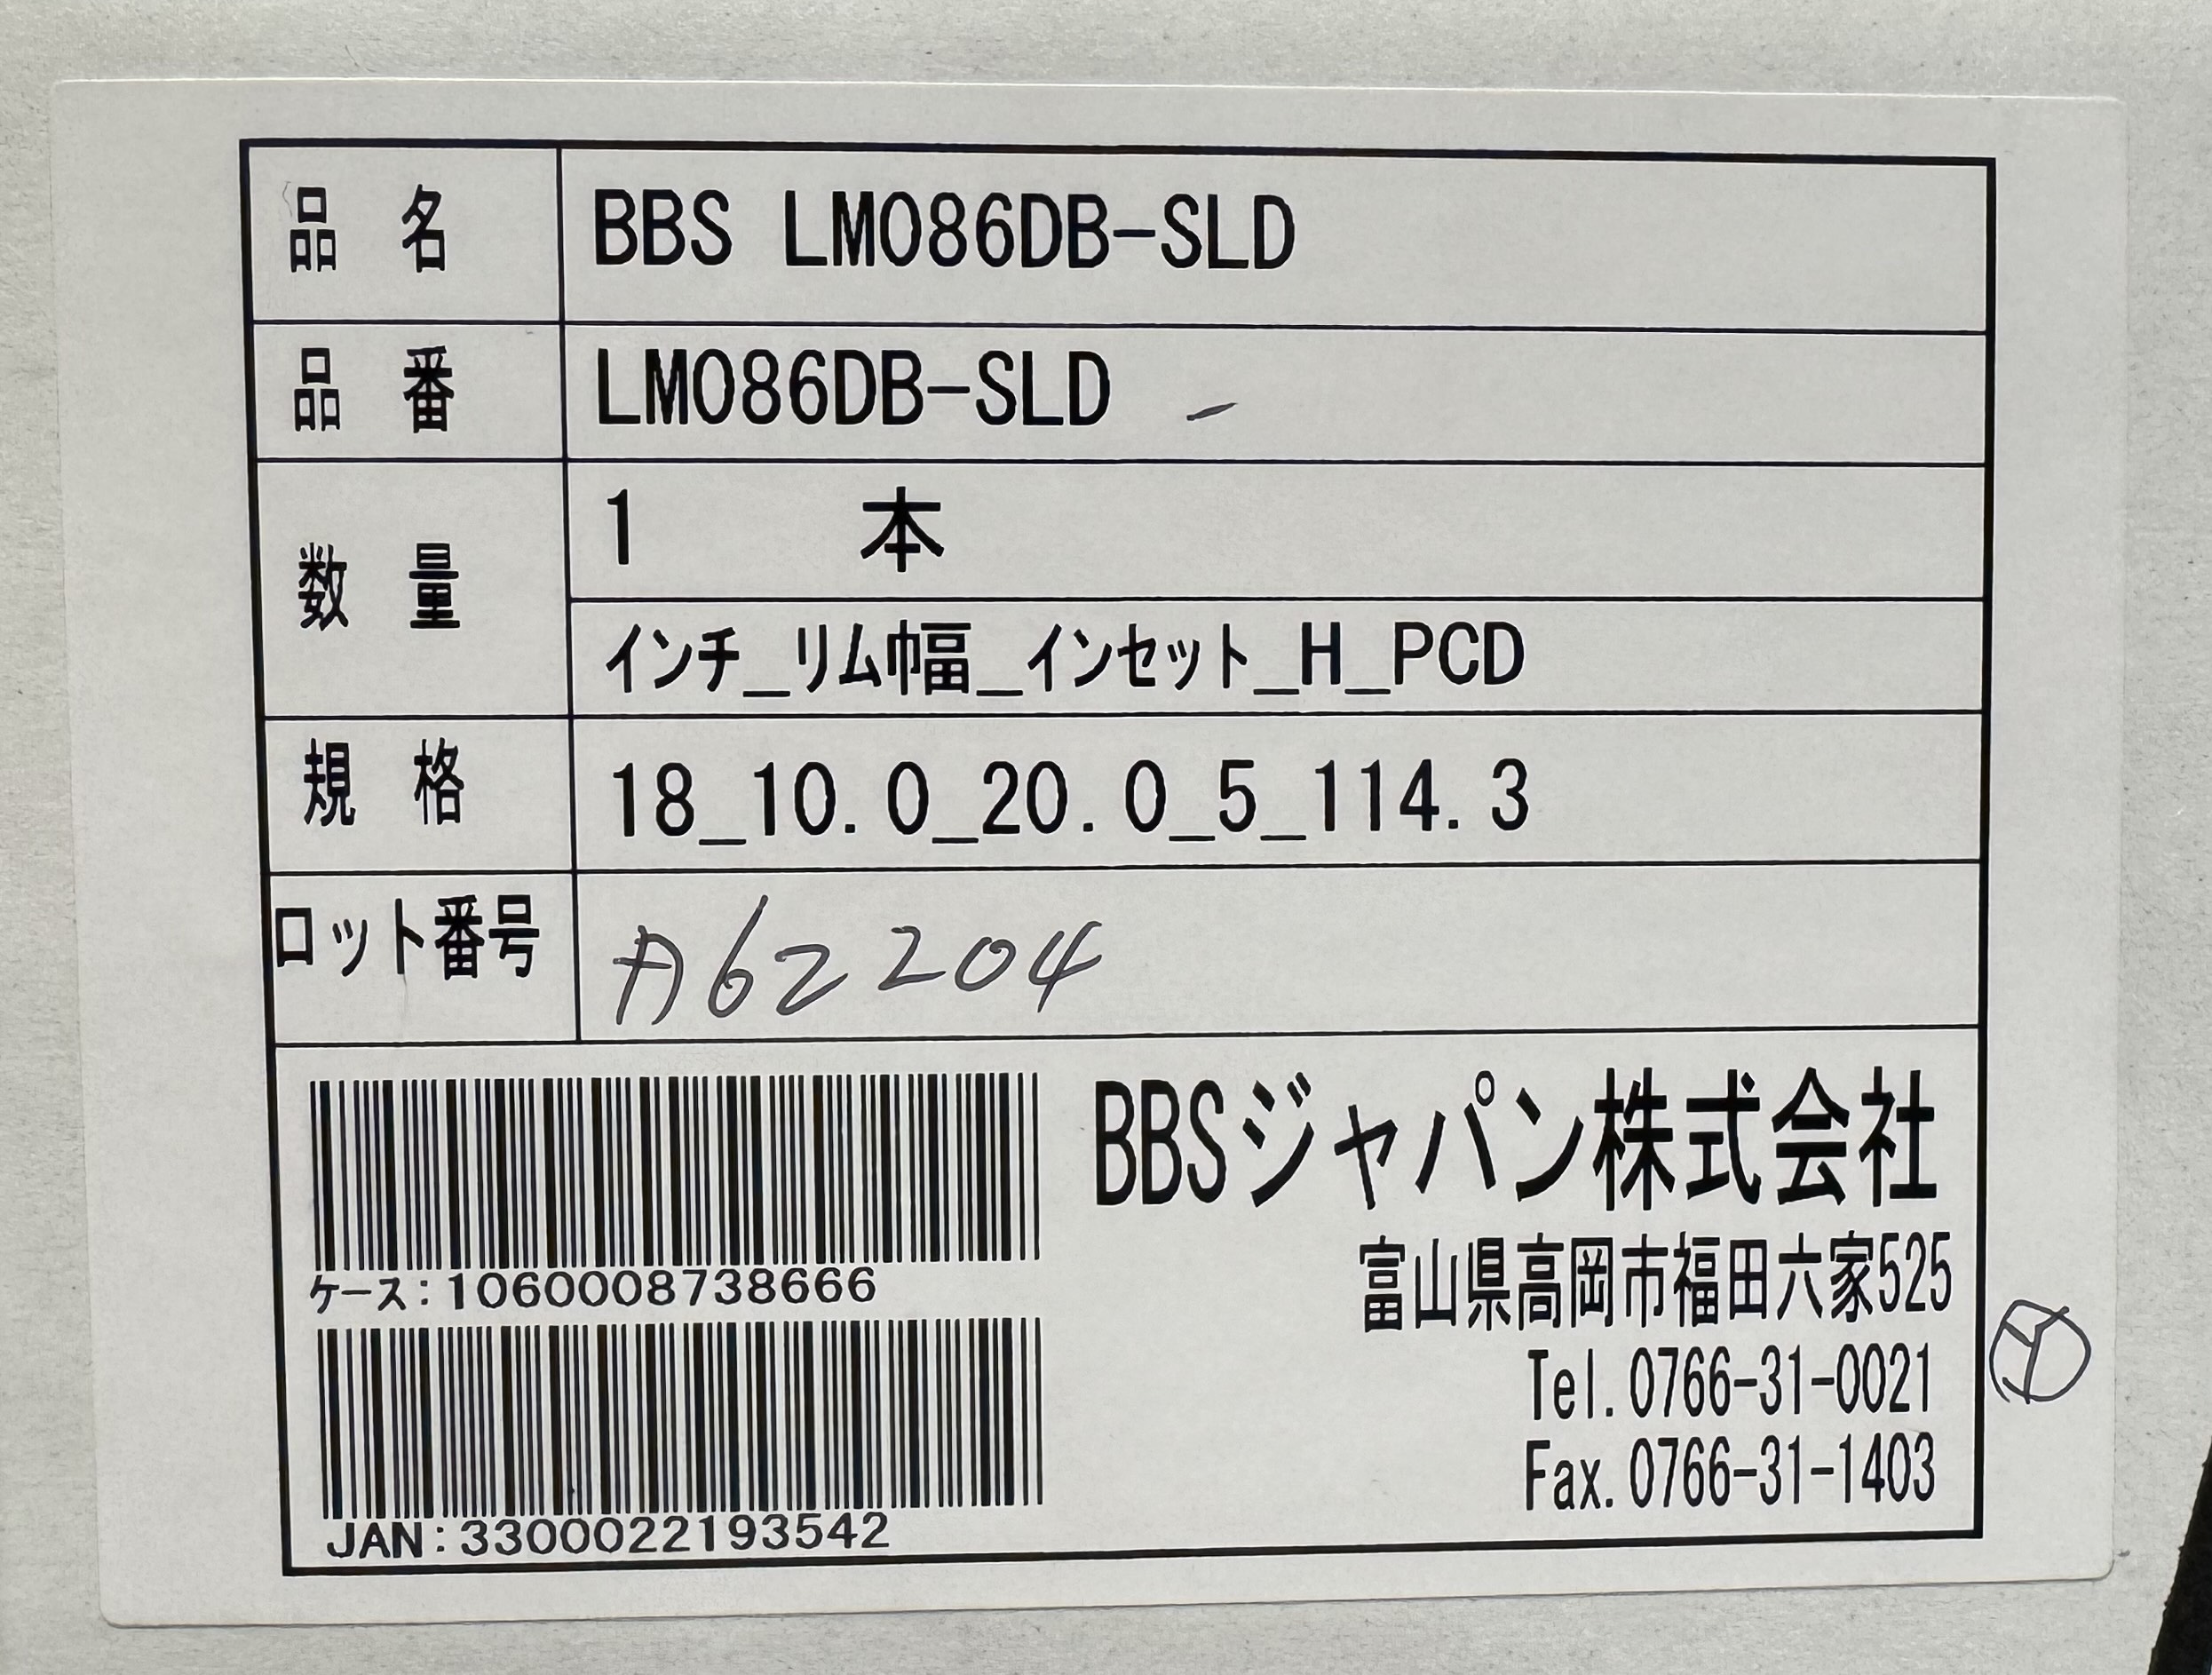 品名 BBS LM086DB-SLD
品番 LM086DB-SLD
数量 1 本
インチ_リム幅_インセット_H_PCD
規格 18_10.0_20.0_5_114.3
ロット番号 A62204
BBSジャパン株式会社
富山県高岡市福田六家525
Tel.0766-31-0021
Fax.0766-31-1403
ケース:1060008738666
JAN:3300022193542